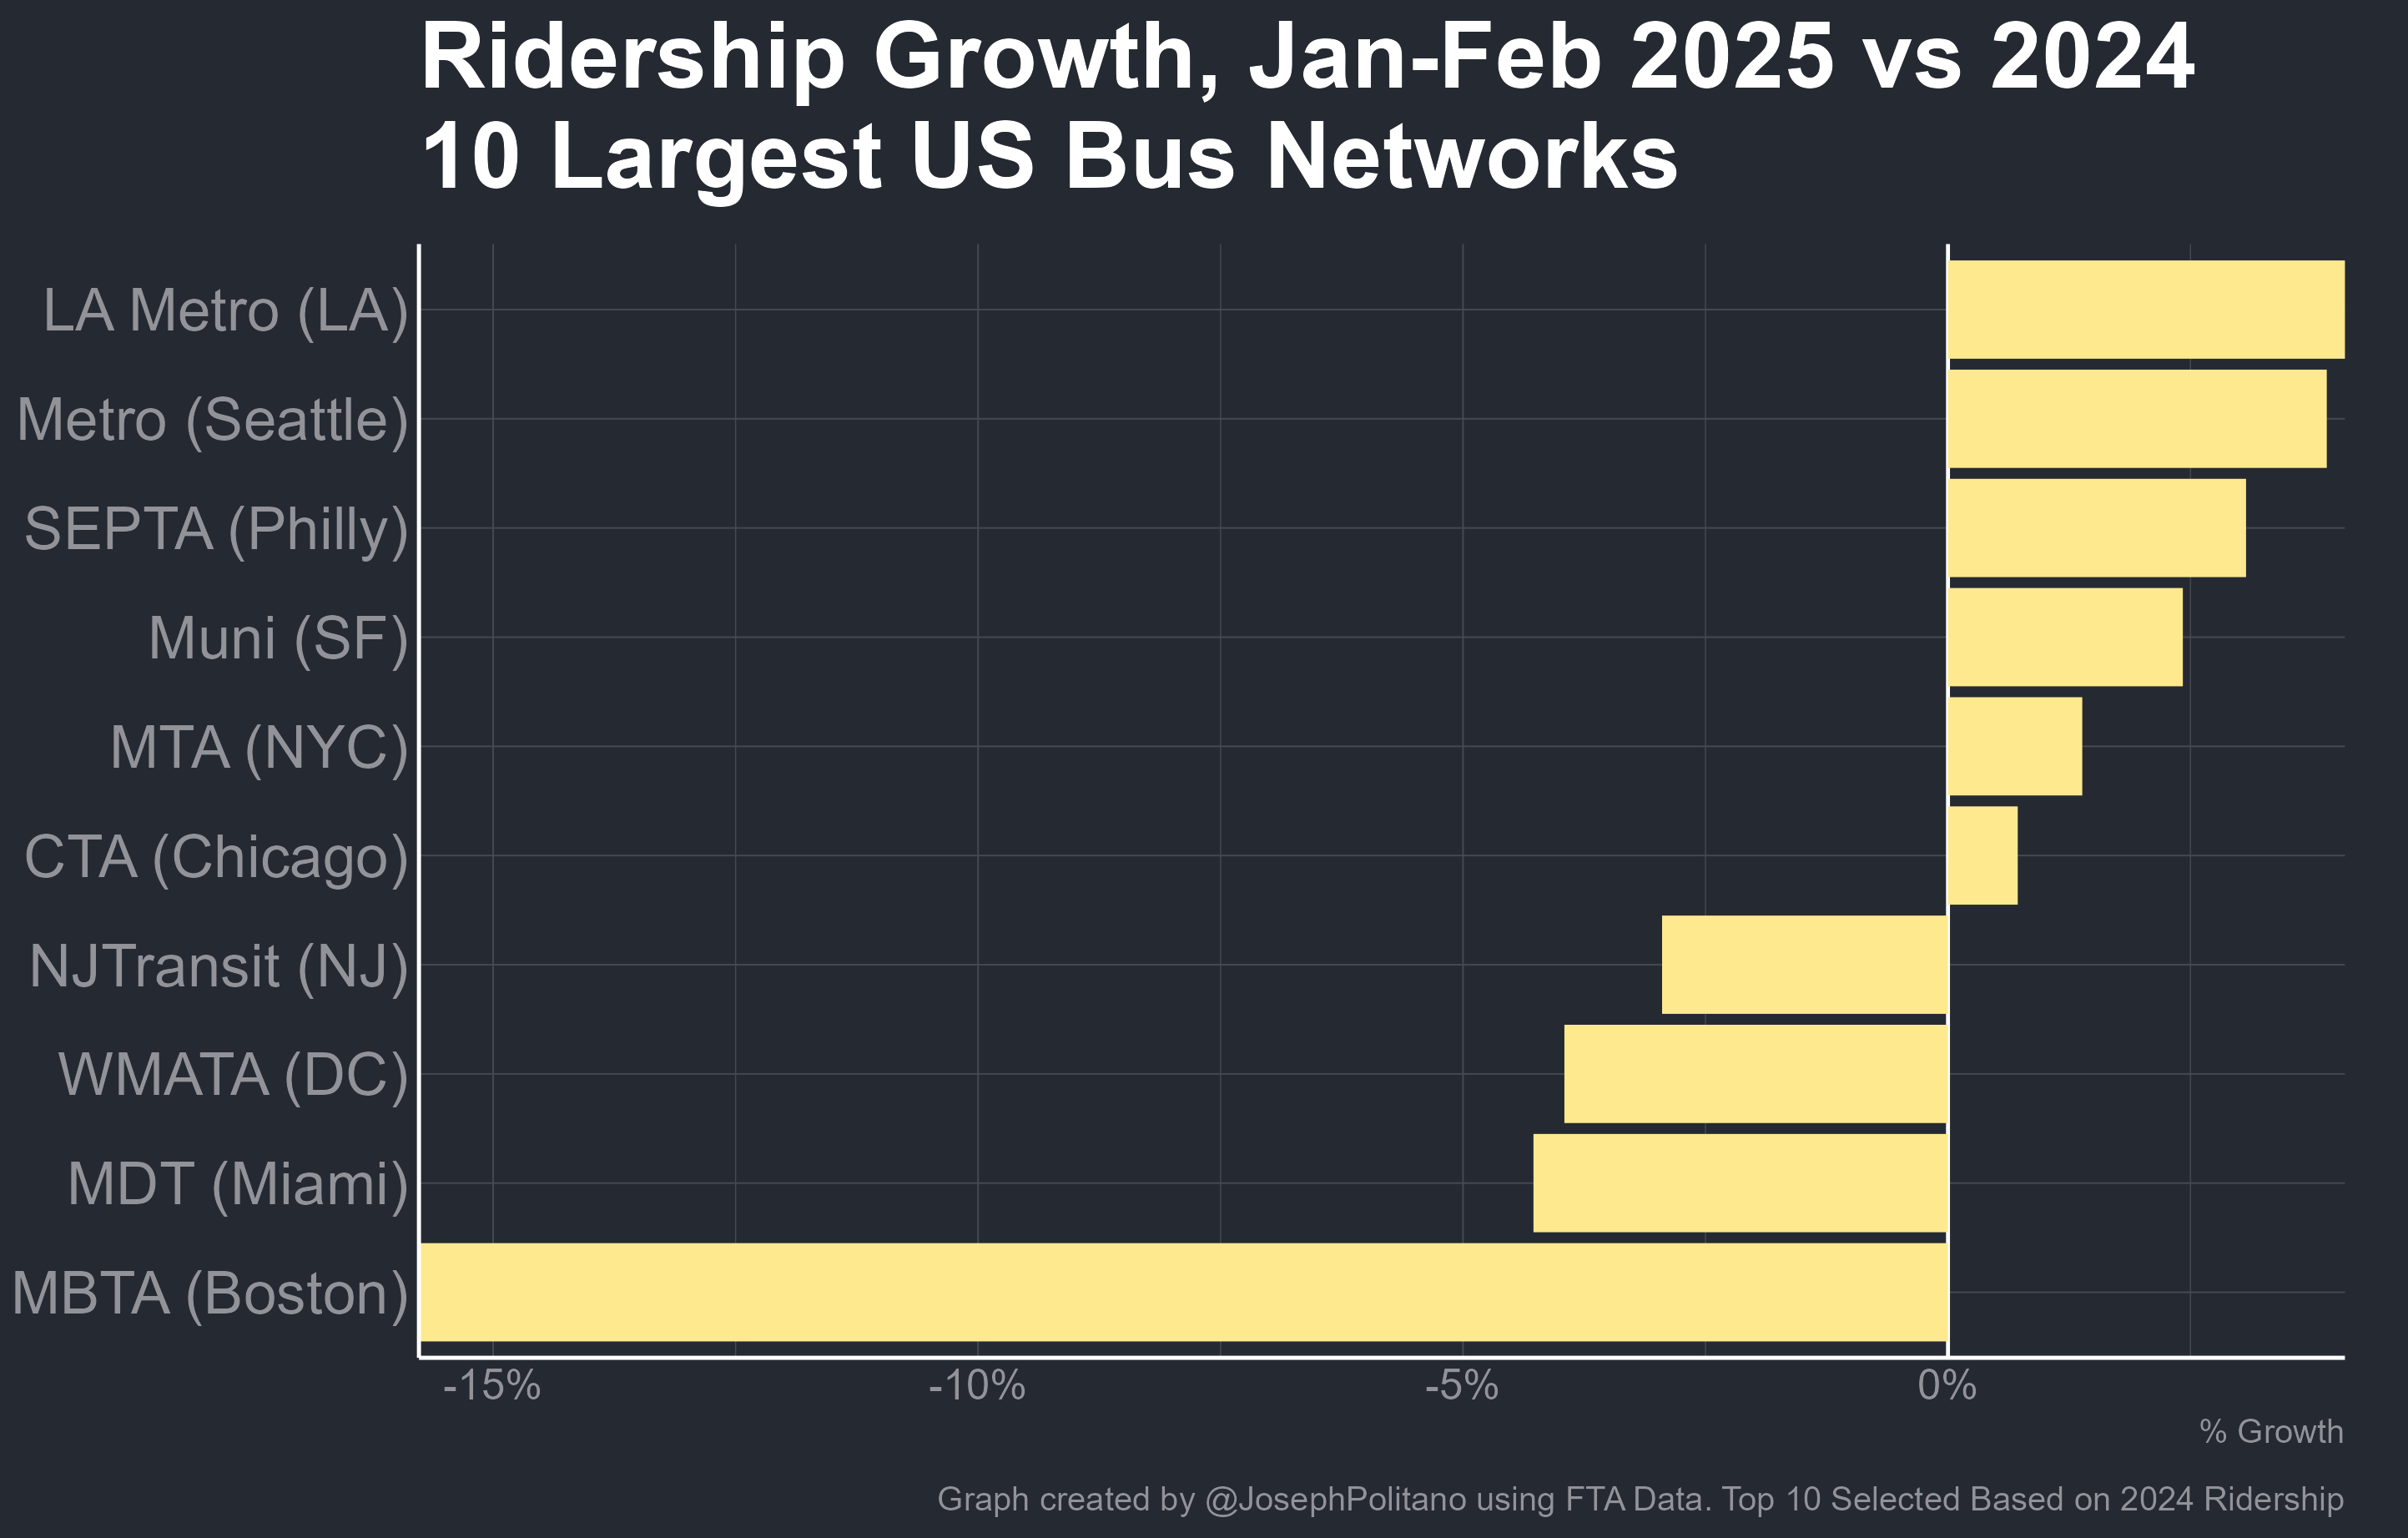 Ridership Growth, Jan-Feb 2025 vs 2024
10 Largest US Bus Networks
LA Metro (LA)
Metro (Seattle)
SEPTA (Philly)
Muni (SF)
MTA (NYC)
CTA (Chicago)
NJTransit (NJ)
WMATA (DC)
MDT (Miami)
MBTA (Boston)
-15% -10% -5% 0%
% Growth
Graph created by @JosephPolitano using FTA Data. Top 10 Selected Based on 2024 Ridership